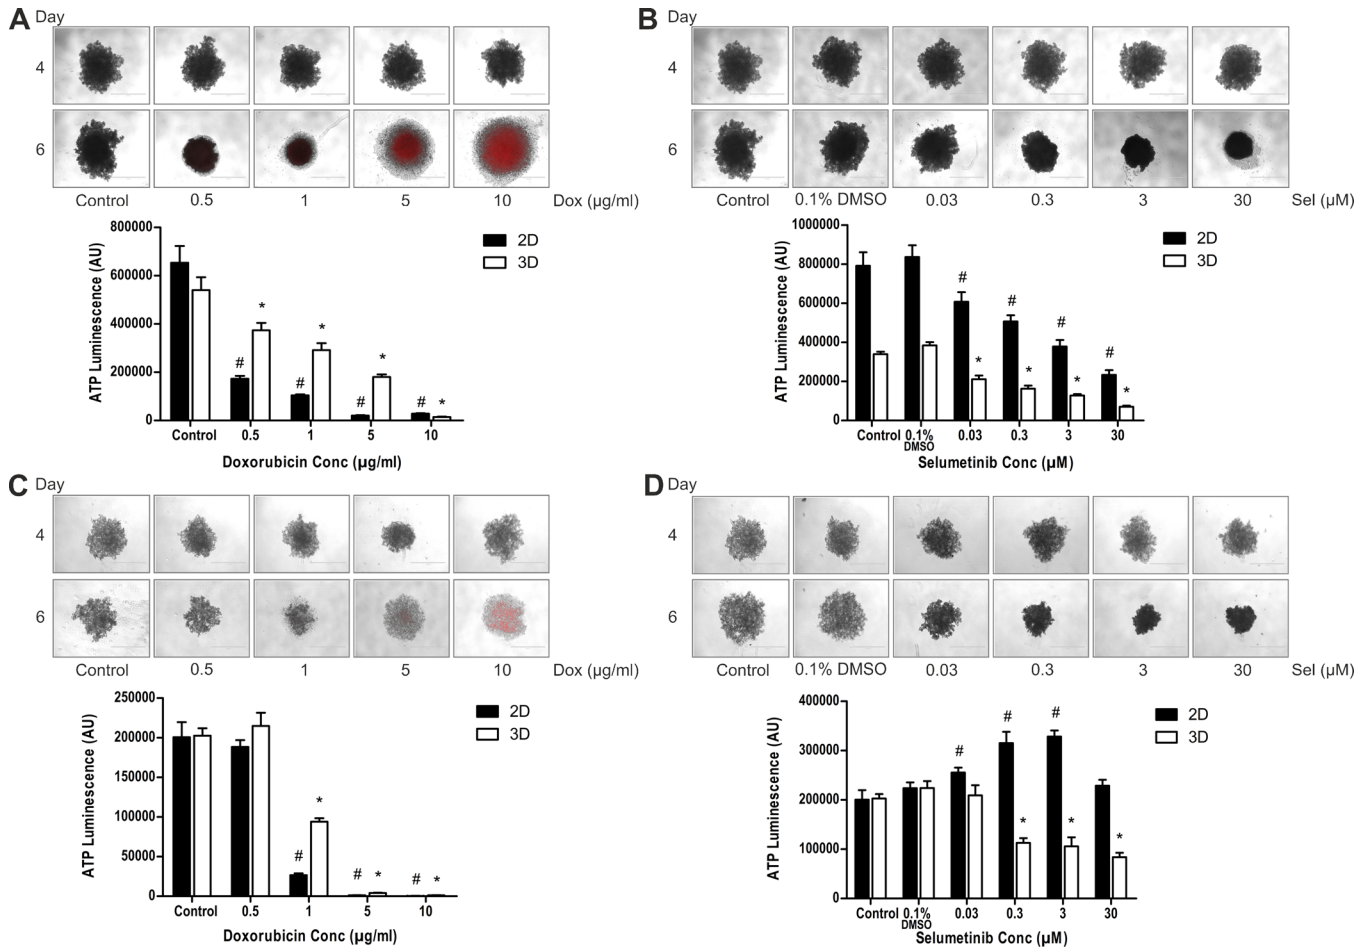 A Day
4
6
Control 0.5 1 5 10 Dox (µg/ml)
800000
600000
400000
200000
0
ATP Luminescence (AU)
2D
3D
# * # * # * # *
Control 0.5 1 5 10
Doxorubicin Conc (µg/ml)
B Day
4
6
Control 0.1% DMSO 0.03 0.3 3 30 Sel (µM)
1000000
800000
600000
400000
200000
0
ATP Luminescence (AU)
2D
3D
# * # * # * # *
Control 0.1% DMSO 0.03 0.3 3 30
Selumetinib Conc (µM)
C Day
4
6
Control 0.5 1 5 10 Dox (µg/ml)
250000
200000
150000
100000
50000
0
ATP Luminescence (AU)
2D
3D
# * # * # *
Control 0.5 1 5 10
Doxorubicin Conc (µg/ml)
D Day
4
6
Control 0.1% DMSO 0.03 0.3 3 30 Sel (µM)
400000
300000
200000
100000
0
ATP Luminescence (AU)
2D
3D
# # * # * *
Control 0.1% DMSO 0.03 0.3 3 30
Selumetinib Conc (µM)